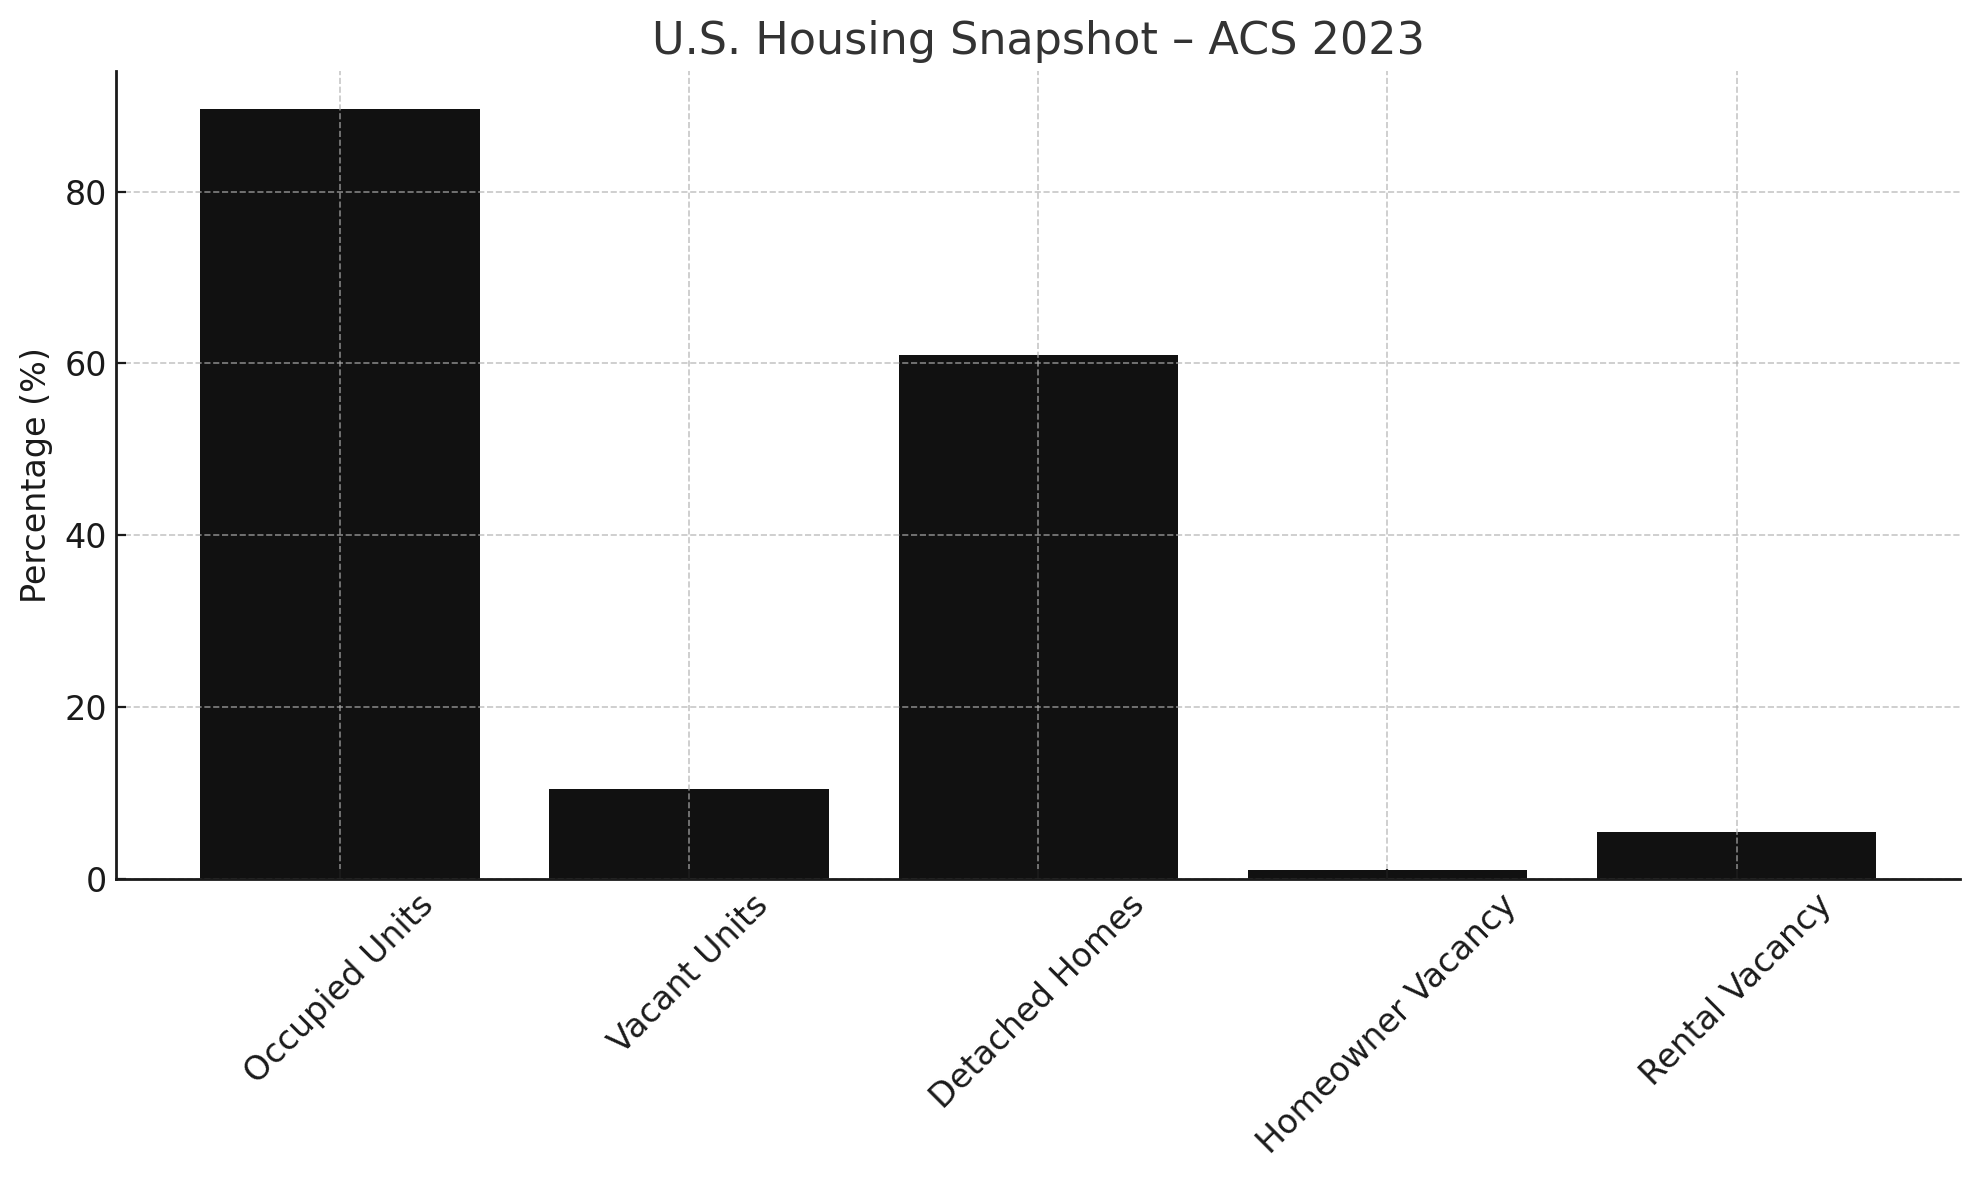 U.S. Housing Snapshot – ACS 2023
Percentage (%)
80
60
40
20
0
Occupied Units
Vacant Units
Detached Homes
Homeowner Vacancy
Rental Vacancy